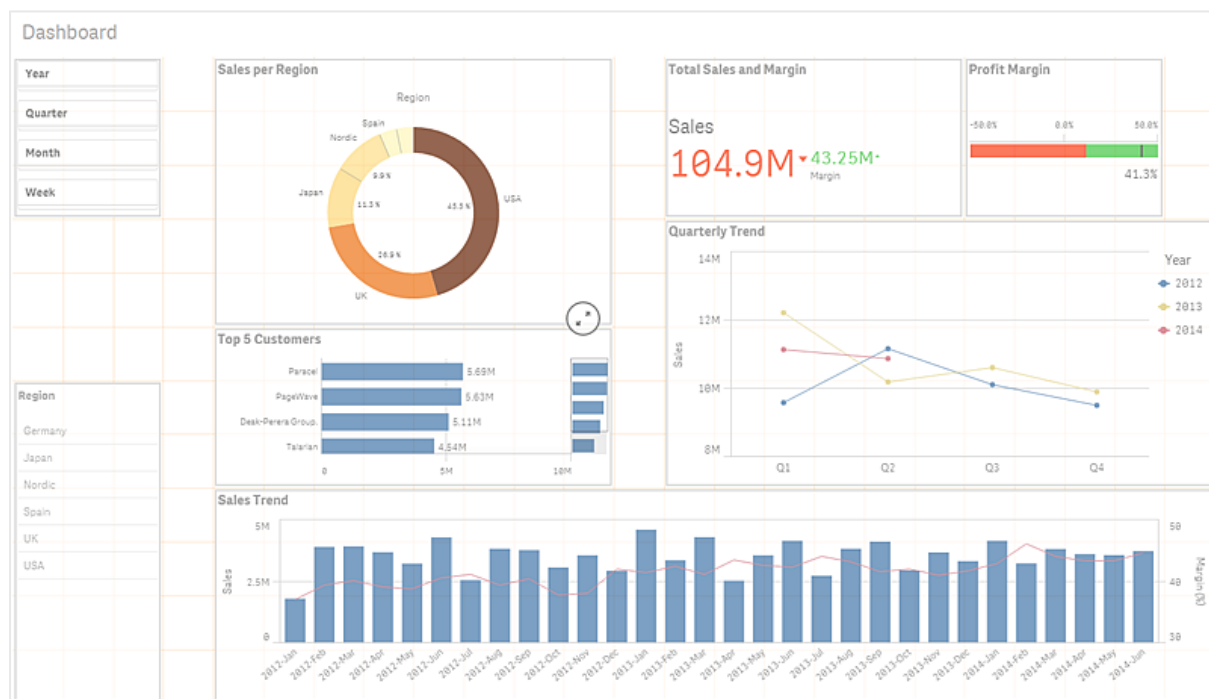 Dashboard
Year
Quarter
Month
Week
Region
Germany
Japan
Nordic
Spain
UK
USA
Sales per Region
Region
Spain
Nordic
Japan
UK
USA
9.9%
11.3%
45.5%
Top 5 Customers
Paracel 5.69M
PageWave 5.63M
Deak-Perera Group. 5.11M
Talarian 4.54M
0 5M 10M
Total Sales and Margin
Sales
104.9M 43.25M
Margin
Profit Margin
-50.0% 0.0% 50.0%
41.3%
Quarterly Trend
14M
12M
10M
8M
Sales
Q1 Q2 Q3 Q4
Year
2012
2013
2014
Sales Trend
5M
2.5M
0
Sales
50
40
30
Margin (%)
2012-Jan 2012-Feb 2012-Mar 2012-Apr 2012-May 2012-Jun 2012-Jul 2012-Aug 2012-Sep 2012-Oct 2012-Nov 2012-Dec 2013-Jan 2013-Feb 2013-Mar 2013-Apr 2013-May 2013-Jun 2013-Jul 2013-Aug 2013-Sep 2013-Oct 2013-Nov 2013-Dec 2014-Jan 2014-Feb 2014-Mar 2014-Apr 2014-May 2014-Jun